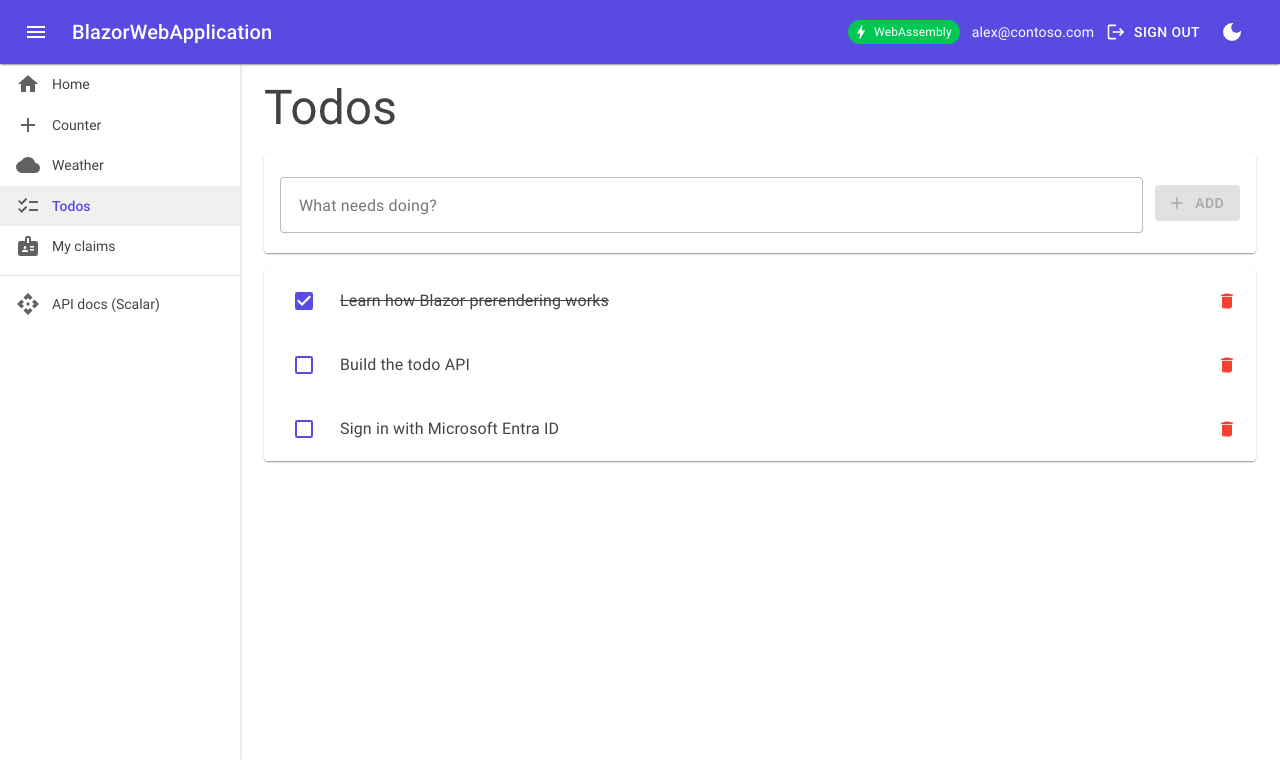 BlazorWebApplication
WebAssembly
alex@contoso.com
SIGN OUT
Home
Counter
Weather
Todos
My claims
API docs (Scalar)
Todos
What needs doing?
ADD
Learn how Blazor prerendering works
Build the todo API
Sign in with Microsoft Entra ID